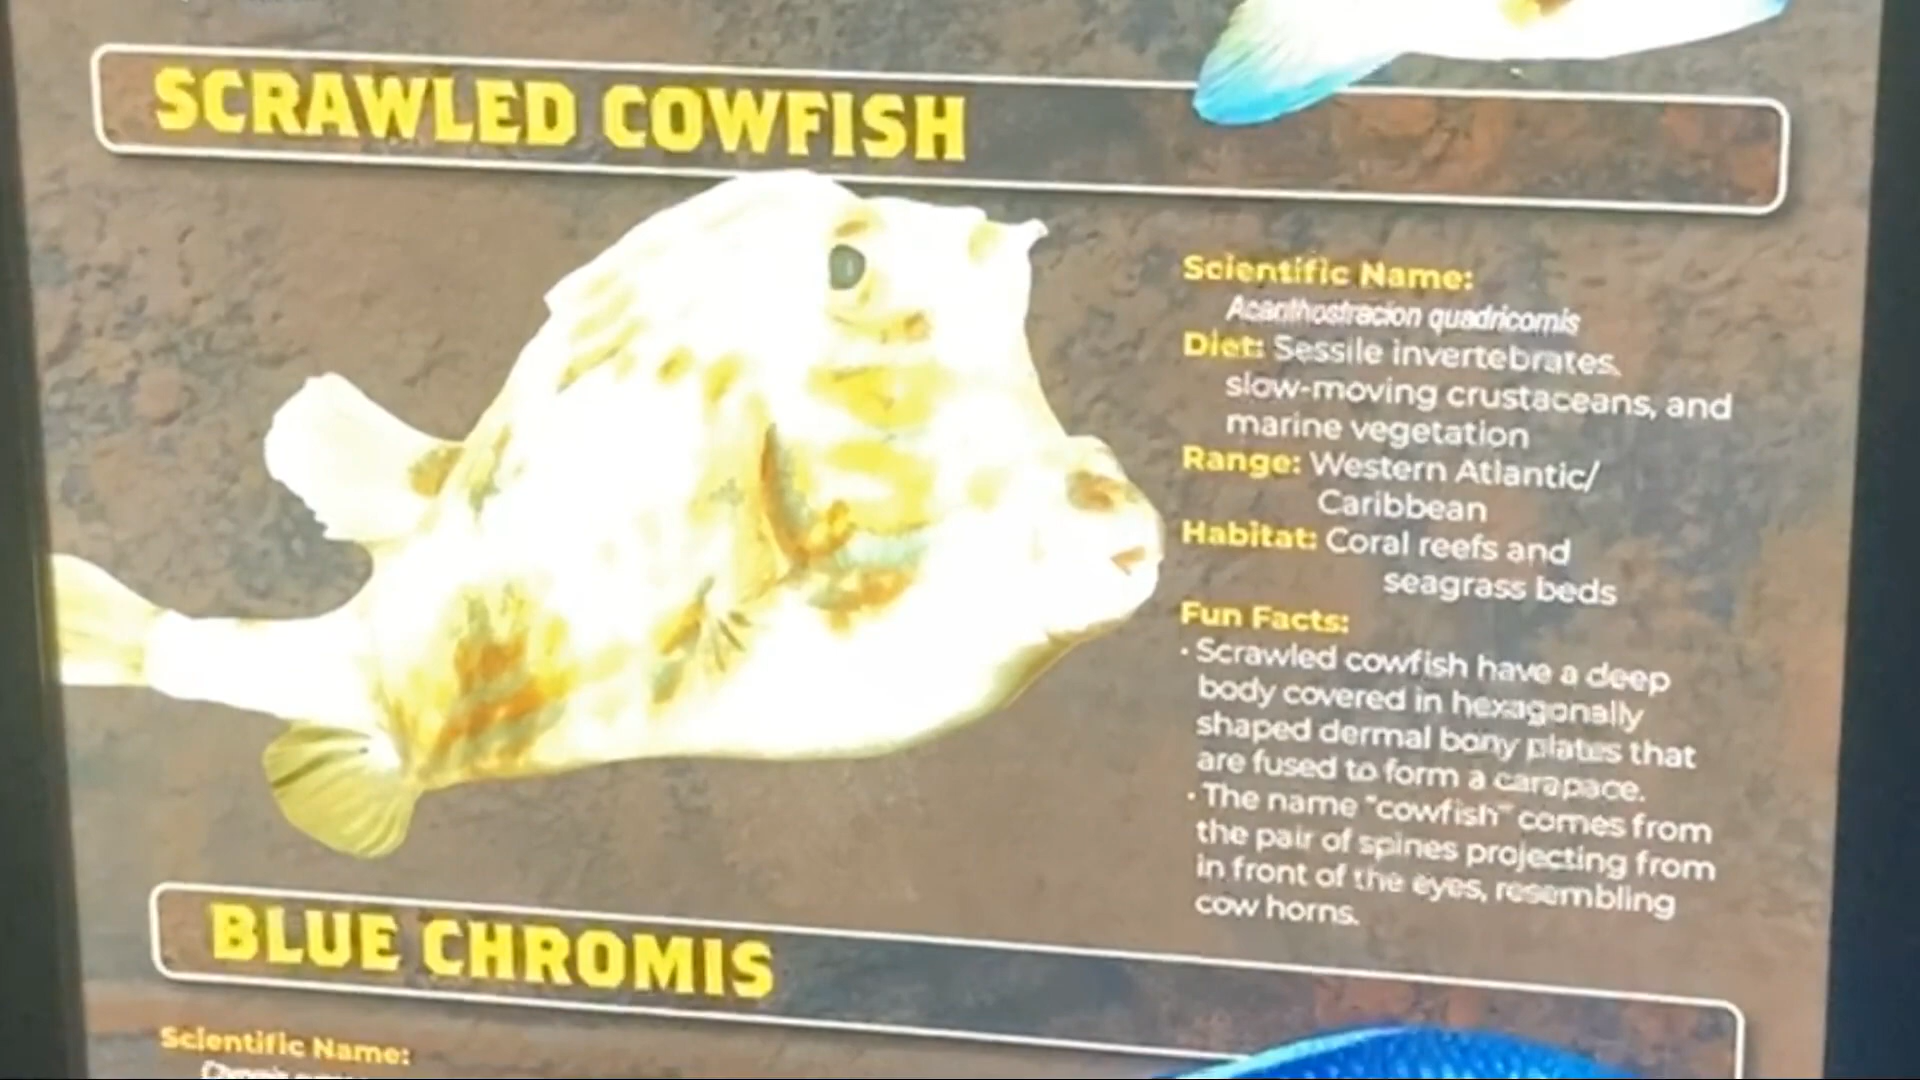 SCRAWLED COWFISH
Scientific Name:
Acanthostracion quadricornis
Diet: Sessile invertebrates,
slow-moving crustaceans, and
marine vegetation
Range: Western Atlantic/
Caribbean
Habitat: Coral reefs and
seagrass beds
Fun Facts:
• Scrawled cowfish have a deep
body covered in hexagonally
shaped dermal bony plates that
are fused to form a carapace.
• The name "cowfish" comes from
the pair of spines projecting from
in front of the eyes, resembling
cow horns.
BLUE CHROMIS
Scientific Name:
Chromis